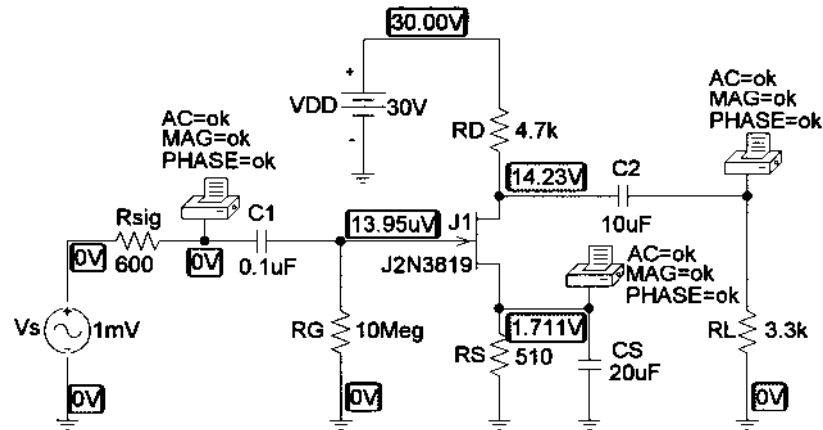 30.00V
+
VDD
30V
-
AC=ok
MAG=ok
PHASE=ok
RD
4.7k
AC=ok
MAG=ok
PHASE=ok
14.23V
C2
10uF
Rsig
600
0V
0V
C1
0.1uF
13.95uV
J1
J2N3819
AC=ok
MAG=ok
PHASE=ok
Vs
+
1mV
-
RG
10Meg
1.711V
RS
510
CS
20uF
RL
3.3k
0V
0V
0V